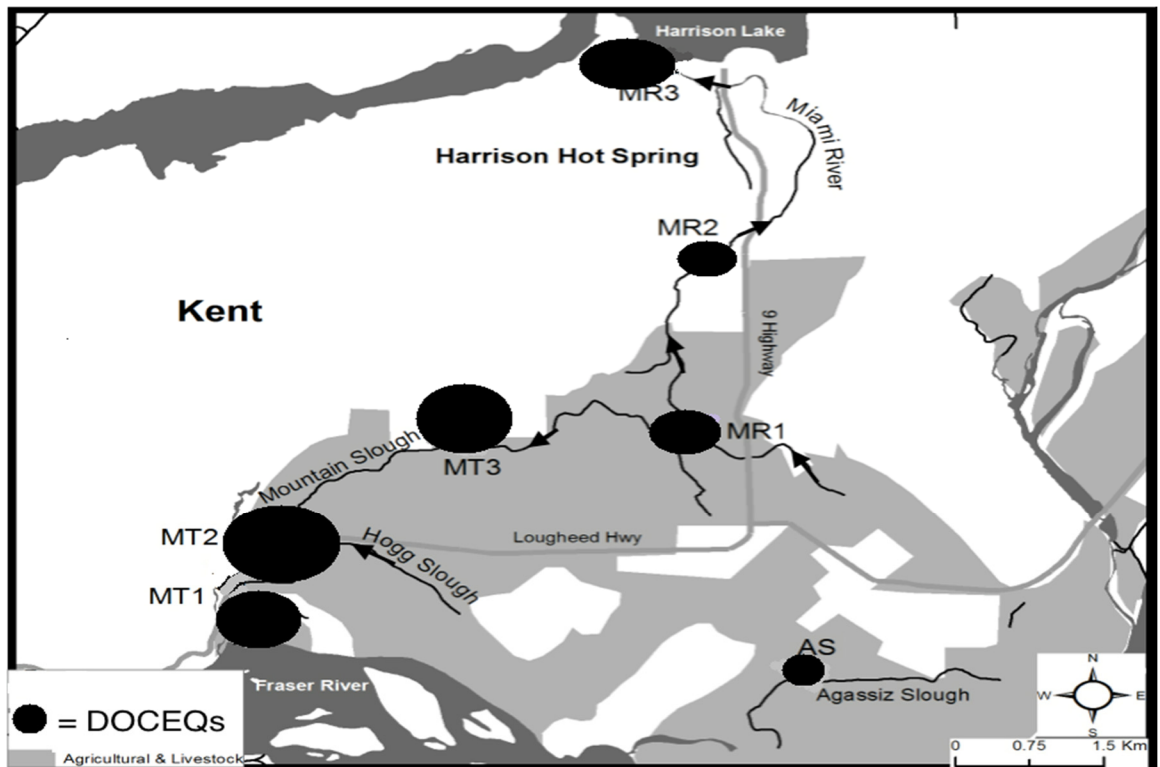 Harrison Lake
MR3
Miami River
Harrison Hot Spring
MR2
Kent
9 Highway
MR1
Mountain Slough
MT3
MT2
Hogg Slough
Lougheed Hwy
MT1
AS
Agassiz Slough
Fraser River
N
W E
S
= DOCEQs
Agricultural & Livestock
0 0.75 1.5 Km